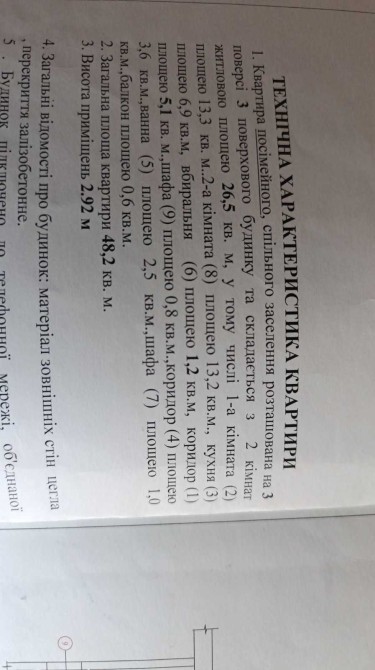 ТЕХНІЧНА ХАРАКТЕРИСТИКА КВАРТИРИ
1. Квартира посімейного, спільного заселення розташована на 3
поверсі 3 поверхового будинку та складається з 2 кімнат
житловою площею 26,5 кв. м, у тому числі 1-а кімната (2)
площею 13,3 кв. м..2-а кімната (8) площею 13,2 кв.м., кухня (3)
площею 6,9 кв.м, вбиральня (6) площею 1,2 кв.м, коридор (1)
площею 5,1 кв. м.,шафа (9) площею 0,8 кв.м.,коридор (4) площею
3,6 кв.м.,ванна (5) площею 2,5 кв.м.,шафа (7) площею 1,0
кв.м.,балкон площею 0,6 кв.м.
2. Загальна площа квартири 48,2 кв. м.
3. Висота приміщень 2.92 м
4. Загальні відомості про будинок: матеріал зовнішніх стін цегла
, перекриття залізобетонне.
5 . Будинок підключено до телефонної мережі, об'єднаної
9